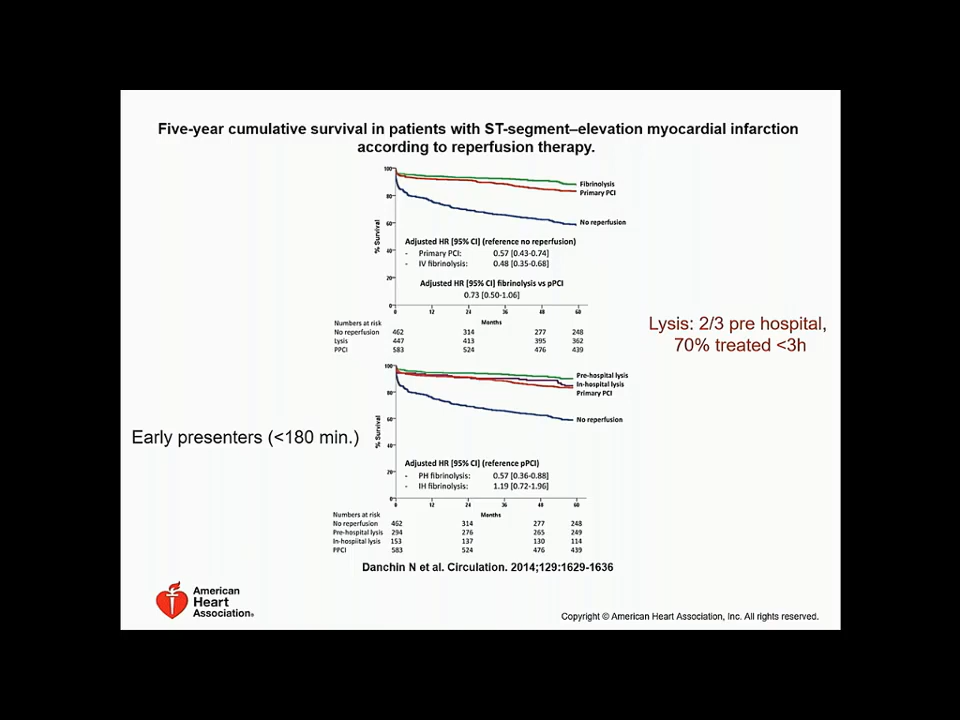 Five-year cumulative survival in patients with ST-segment–elevation myocardial infarction
according to reperfusion therapy.
100
80
60
40
20
0
% Survival
Fibrinolysis
Primary PCI
No reperfusion
Adjusted HR [95% CI] (reference no reperfusion)
- Primary PCI: 0.57 [0.43-0.74]
- IV fibrinolysis: 0.48 [0.35-0.68]
Adjusted HR [95% CI] fibrinolysis vs pPCI
0.73 [0.50-1.06]
0 12 24 36 48 60
Months
Numbers at risk
No reperfusion 462 314 277 248
Lysis 447 413 395 362
PPCI 583 524 476 439
Lysis: 2/3 pre hospital,
70% treated <3h
100
80
60
40
20
0
% Survival
Pre-hospital lysis
In-hospital lysis
Primary PCI
No reperfusion
Early presenters (<180 min.)
Adjusted HR [95% CI] (reference pPCI)
- PH fibrinolysis: 0.57 [0.36-0.88]
- IH fibrinolysis: 1.19 [0.72-1.96]
0 12 24 36 48 60
Months
Numbers at risk
No reperfusion 462 314 277 248
Pre-hospital lysis 294 276 265 249
In-hospiital lysis 153 137 130 114
PPCI 583 524 476 439
Danchin N et al. Circulation. 2014;129:1629-1636
American
Heart
Association®
Copyright © American Heart Association, Inc. All rights reserved.